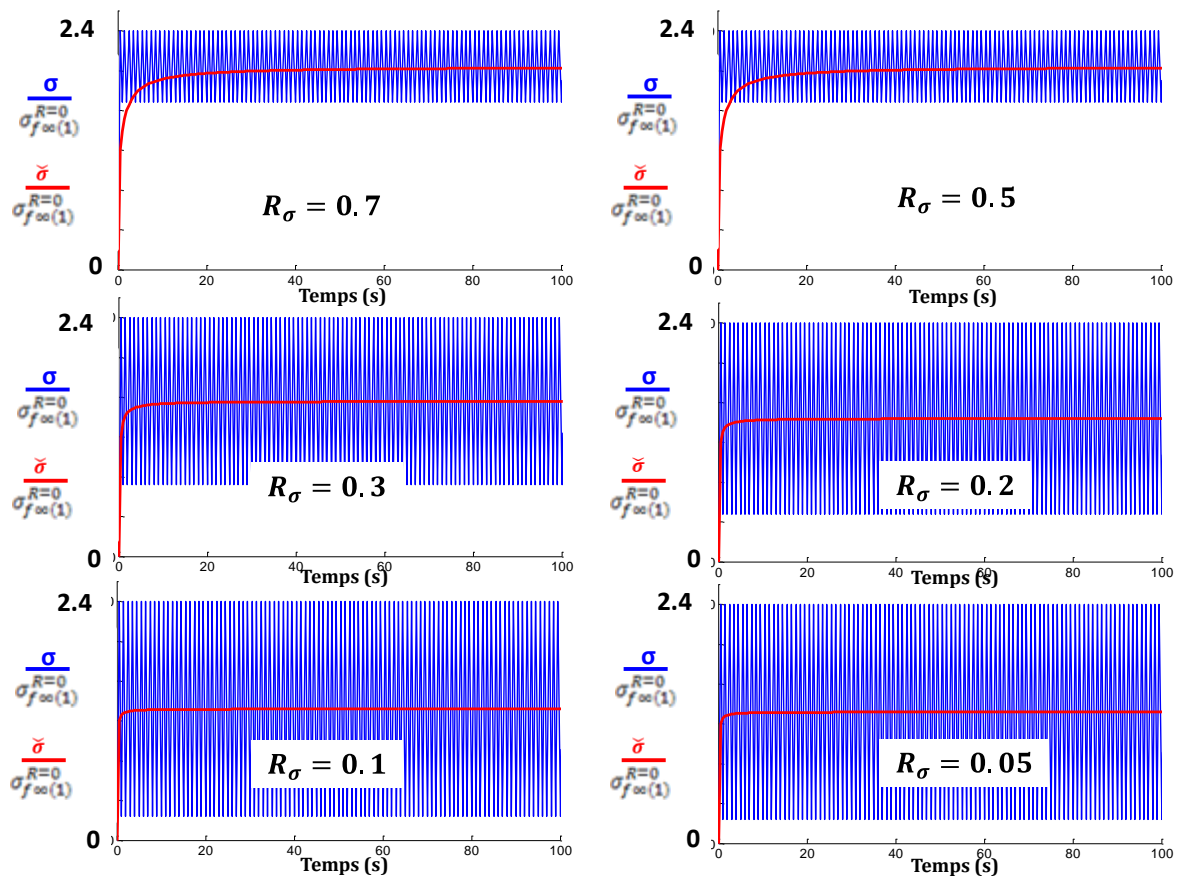 2.4
σ
σ_{f∞(1)}^{R=0}
σ̆
σ_{f∞(1)}^{R=0}
R_σ = 0.7
0
0 20 40 60 80 100
Temps (s)
2.4
σ
σ_{f∞(1)}^{R=0}
σ̆
σ_{f∞(1)}^{R=0}
R_σ = 0.5
0
0 20 40 60 80 100
Temps (s)
2.4
σ
σ_{f∞(1)}^{R=0}
σ̆
σ_{f∞(1)}^{R=0}
R_σ = 0.3
0
0 20 40 60 80 100
Temps (s)
2.4
σ
σ_{f∞(1)}^{R=0}
σ̆
σ_{f∞(1)}^{R=0}
R_σ = 0.2
0
0 20 40 60 80 100
Temps (s)
2.4
σ
σ_{f∞(1)}^{R=0}
σ̆
σ_{f∞(1)}^{R=0}
R_σ = 0.1
0
0 20 40 60 80 100
Temps (s)
2.4
σ
σ_{f∞(1)}^{R=0}
σ̆
σ_{f∞(1)}^{R=0}
R_σ = 0.05
0
0 20 40 60 80 100
Temps (s)